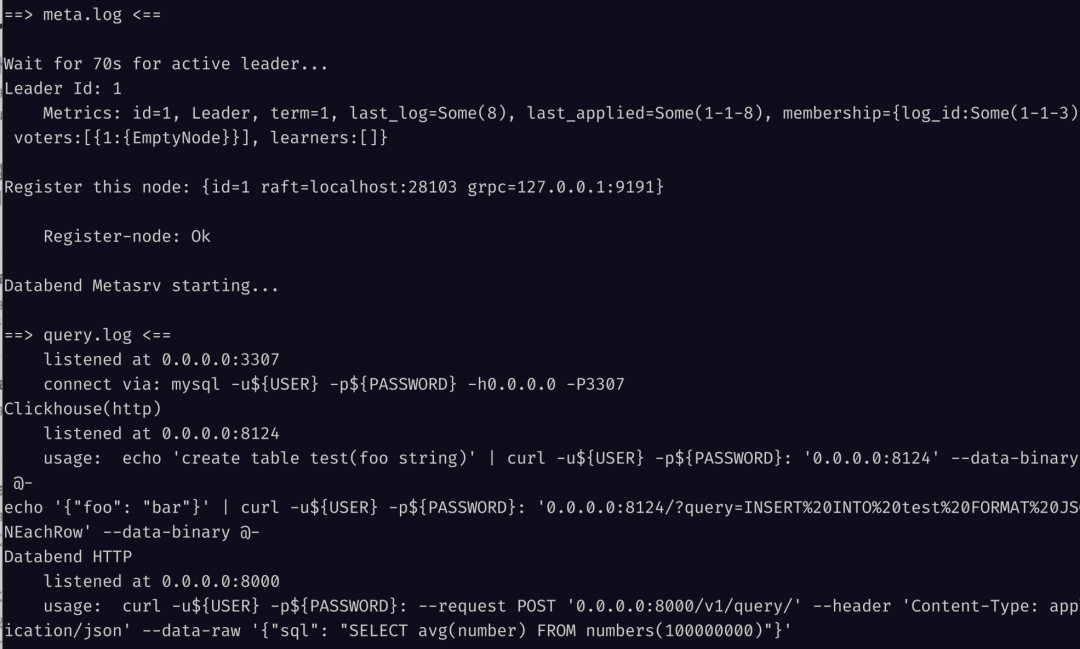 ==> meta.log <==
Wait for 70s for active leader...
Leader Id: 1
    Metrics: id=1, Leader, term=1, last_log=Some(8), last_applied=Some(1-1-8), membership={log_id:Some(1-1-3)
 voters:[{1:{EmptyNode}}], learners:[]}
Register this node: {id=1 raft=localhost:28103 grpc=127.0.0.1:9191}
    Register-node: Ok
Databend Metasrv starting...
==> query.log <==
    listened at 0.0.0.0:3307
    connect via: mysql -u${USER} -p${PASSWORD} -h0.0.0.0 -P3307
Clickhouse(http)
    listened at 0.0.0.0:8124
    usage:  echo 'create table test(foo string)' | curl -u${USER} -p${PASSWORD}: '0.0.0.0:8124' --data-binary
 @-
echo '{"foo": "bar"}' | curl -u${USER} -p${PASSWORD}: '0.0.0.0:8124/?query=INSERT%20INTO%20test%20FORMAT%20JSO
NEachRow' --data-binary @-
Databend HTTP
    listened at 0.0.0.0:8000
    usage:  curl -u${USER} -p${PASSWORD}: --request POST '0.0.0.0:8000/v1/query/' --header 'Content-Type: appl
ication/json' --data-raw '{"sql": "SELECT avg(number) FROM numbers(100000000)"}'